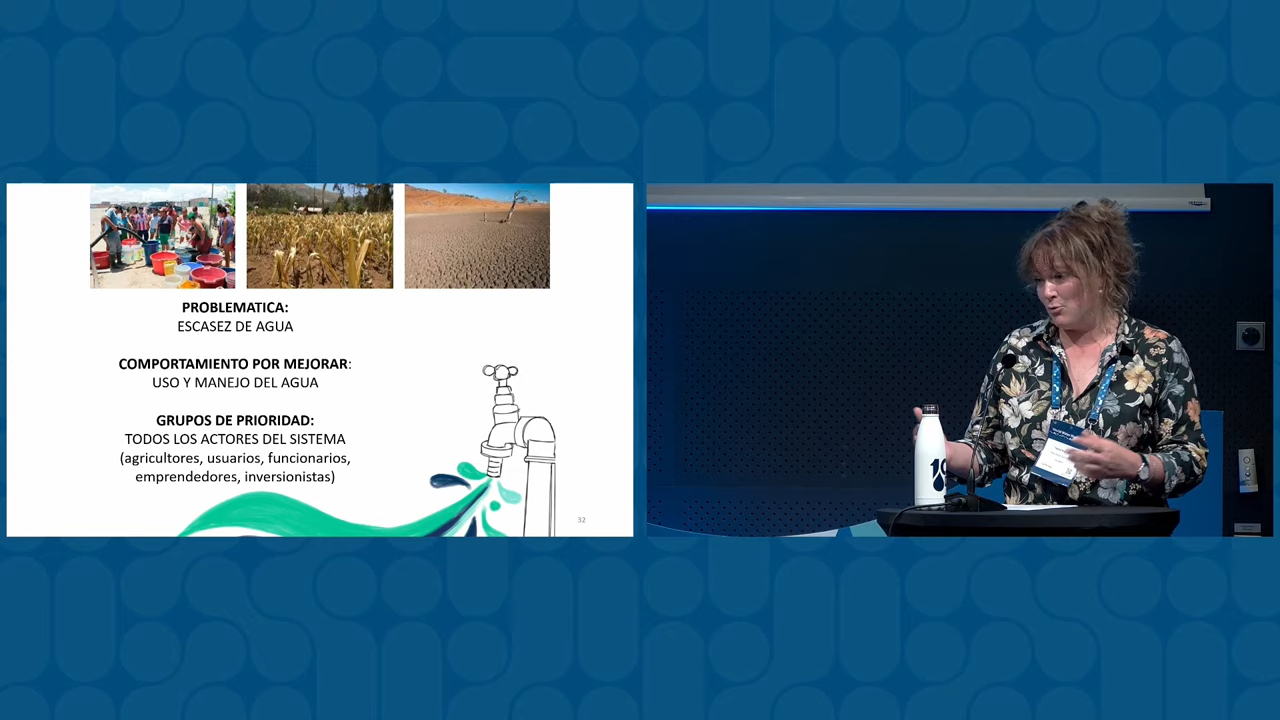 PROBLEMATICA:
ESCASEZ DE AGUA
COMPORTAMIENTO POR MEJORAR:
USO Y MANEJO DEL AGUA
GRUPOS DE PRIORIDAD:
TODOS LOS ACTORES DEL SISTEMA
(agricultores, usuarios, funcionarios,
emprendedores, inversionistas)
32